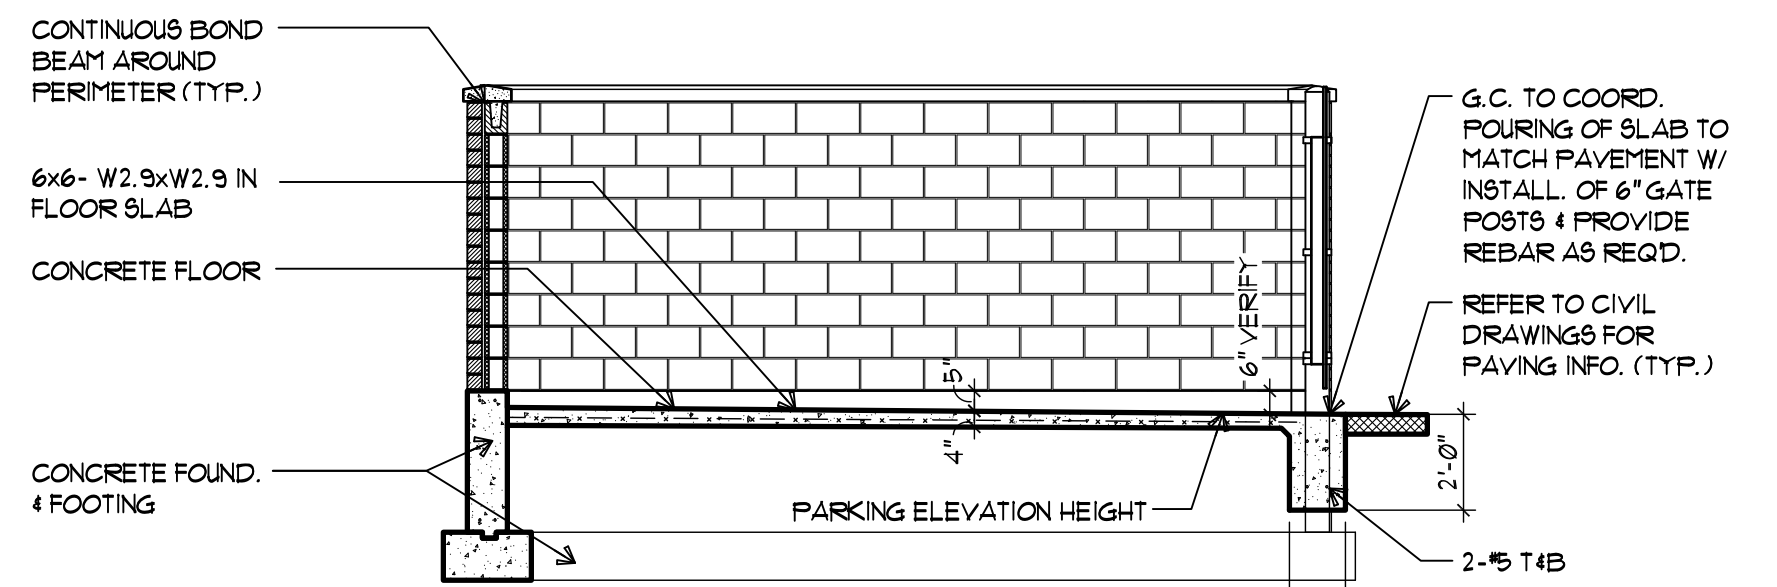 CONTINUOUS BOND
BEAM AROUND
PERIMETER (TYP.)
6x6- W2.9xW2.9 IN
FLOOR SLAB
CONCRETE FLOOR
CONCRETE FOUND.
& FOOTING
5"
4"
6" VERIFY
PARKING ELEVATION HEIGHT
G.C. TO COORD.
POURING OF SLAB TO
MATCH PAVEMENT W/
INSTALL. OF 6" GATE
POSTS & PROVIDE
REBAR AS REQ'D.
REFER TO CIVIL
DRAWINGS FOR
PAVING INFO. (TYP.)
2'-0"
2-#5 T&B